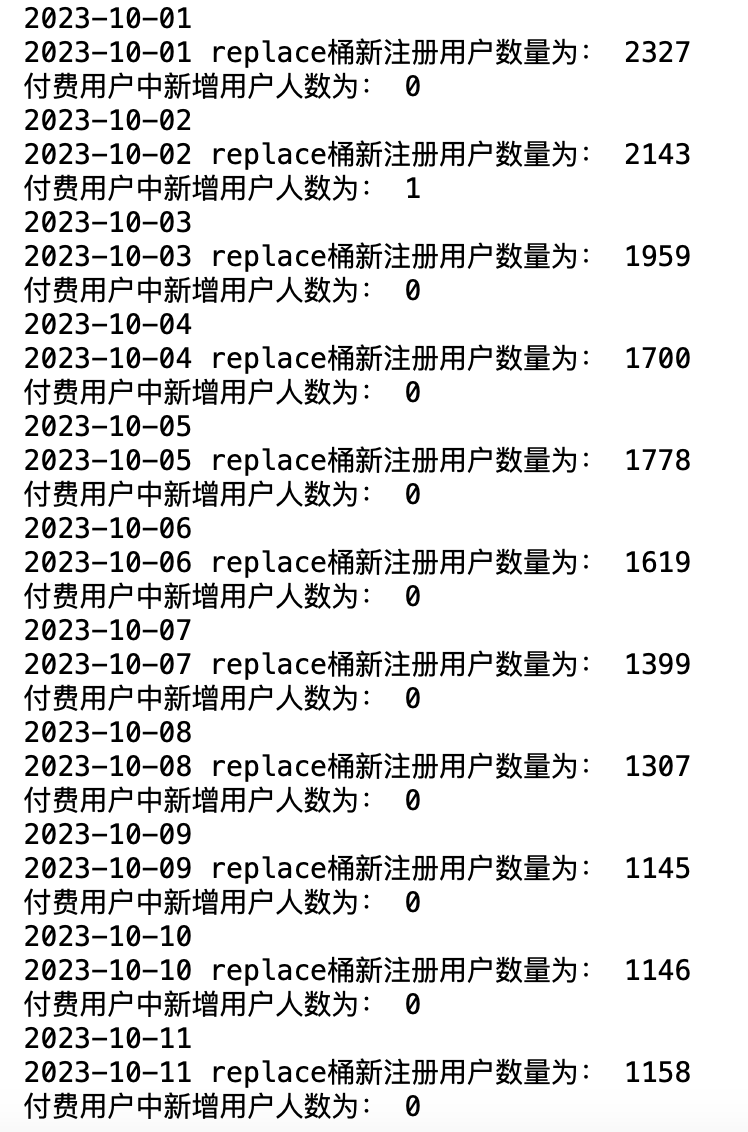 2023-10-01
2023-10-01 replace桶新注册用户数量为： 2327
付费用户中新增用户人数为： 0
2023-10-02
2023-10-02 replace桶新注册用户数量为： 2143
付费用户中新增用户人数为： 1
2023-10-03
2023-10-03 replace桶新注册用户数量为： 1959
付费用户中新增用户人数为： 0
2023-10-04
2023-10-04 replace桶新注册用户数量为： 1700
付费用户中新增用户人数为： 0
2023-10-05
2023-10-05 replace桶新注册用户数量为： 1778
付费用户中新增用户人数为： 0
2023-10-06
2023-10-06 replace桶新注册用户数量为： 1619
付费用户中新增用户人数为： 0
2023-10-07
2023-10-07 replace桶新注册用户数量为： 1399
付费用户中新增用户人数为： 0
2023-10-08
2023-10-08 replace桶新注册用户数量为： 1307
付费用户中新增用户人数为： 0
2023-10-09
2023-10-09 replace桶新注册用户数量为： 1145
付费用户中新增用户人数为： 0
2023-10-10
2023-10-10 replace桶新注册用户数量为： 1146
付费用户中新增用户人数为： 0
2023-10-11
2023-10-11 replace桶新注册用户数量为： 1158
付费用户中新增用户人数为： 0